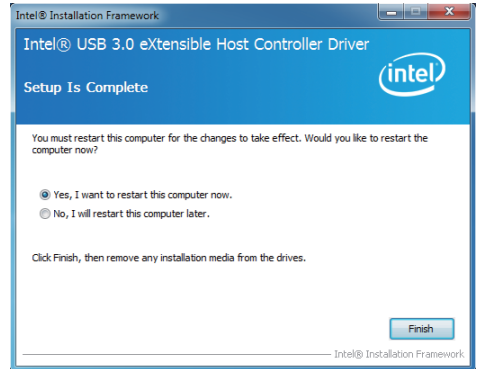 Intel® Installation Framework
Intel® USB 3.0 eXtensible Host Controller Driver
Setup Is Complete
(intel)
You must restart this computer for the changes to take effect. Would you like to restart the
computer now?
Yes, I want to restart this computer now.
No, I will restart this computer later.
Click Finish, then remove any installation media from the drives.
Finish
Intel® Installation Framework